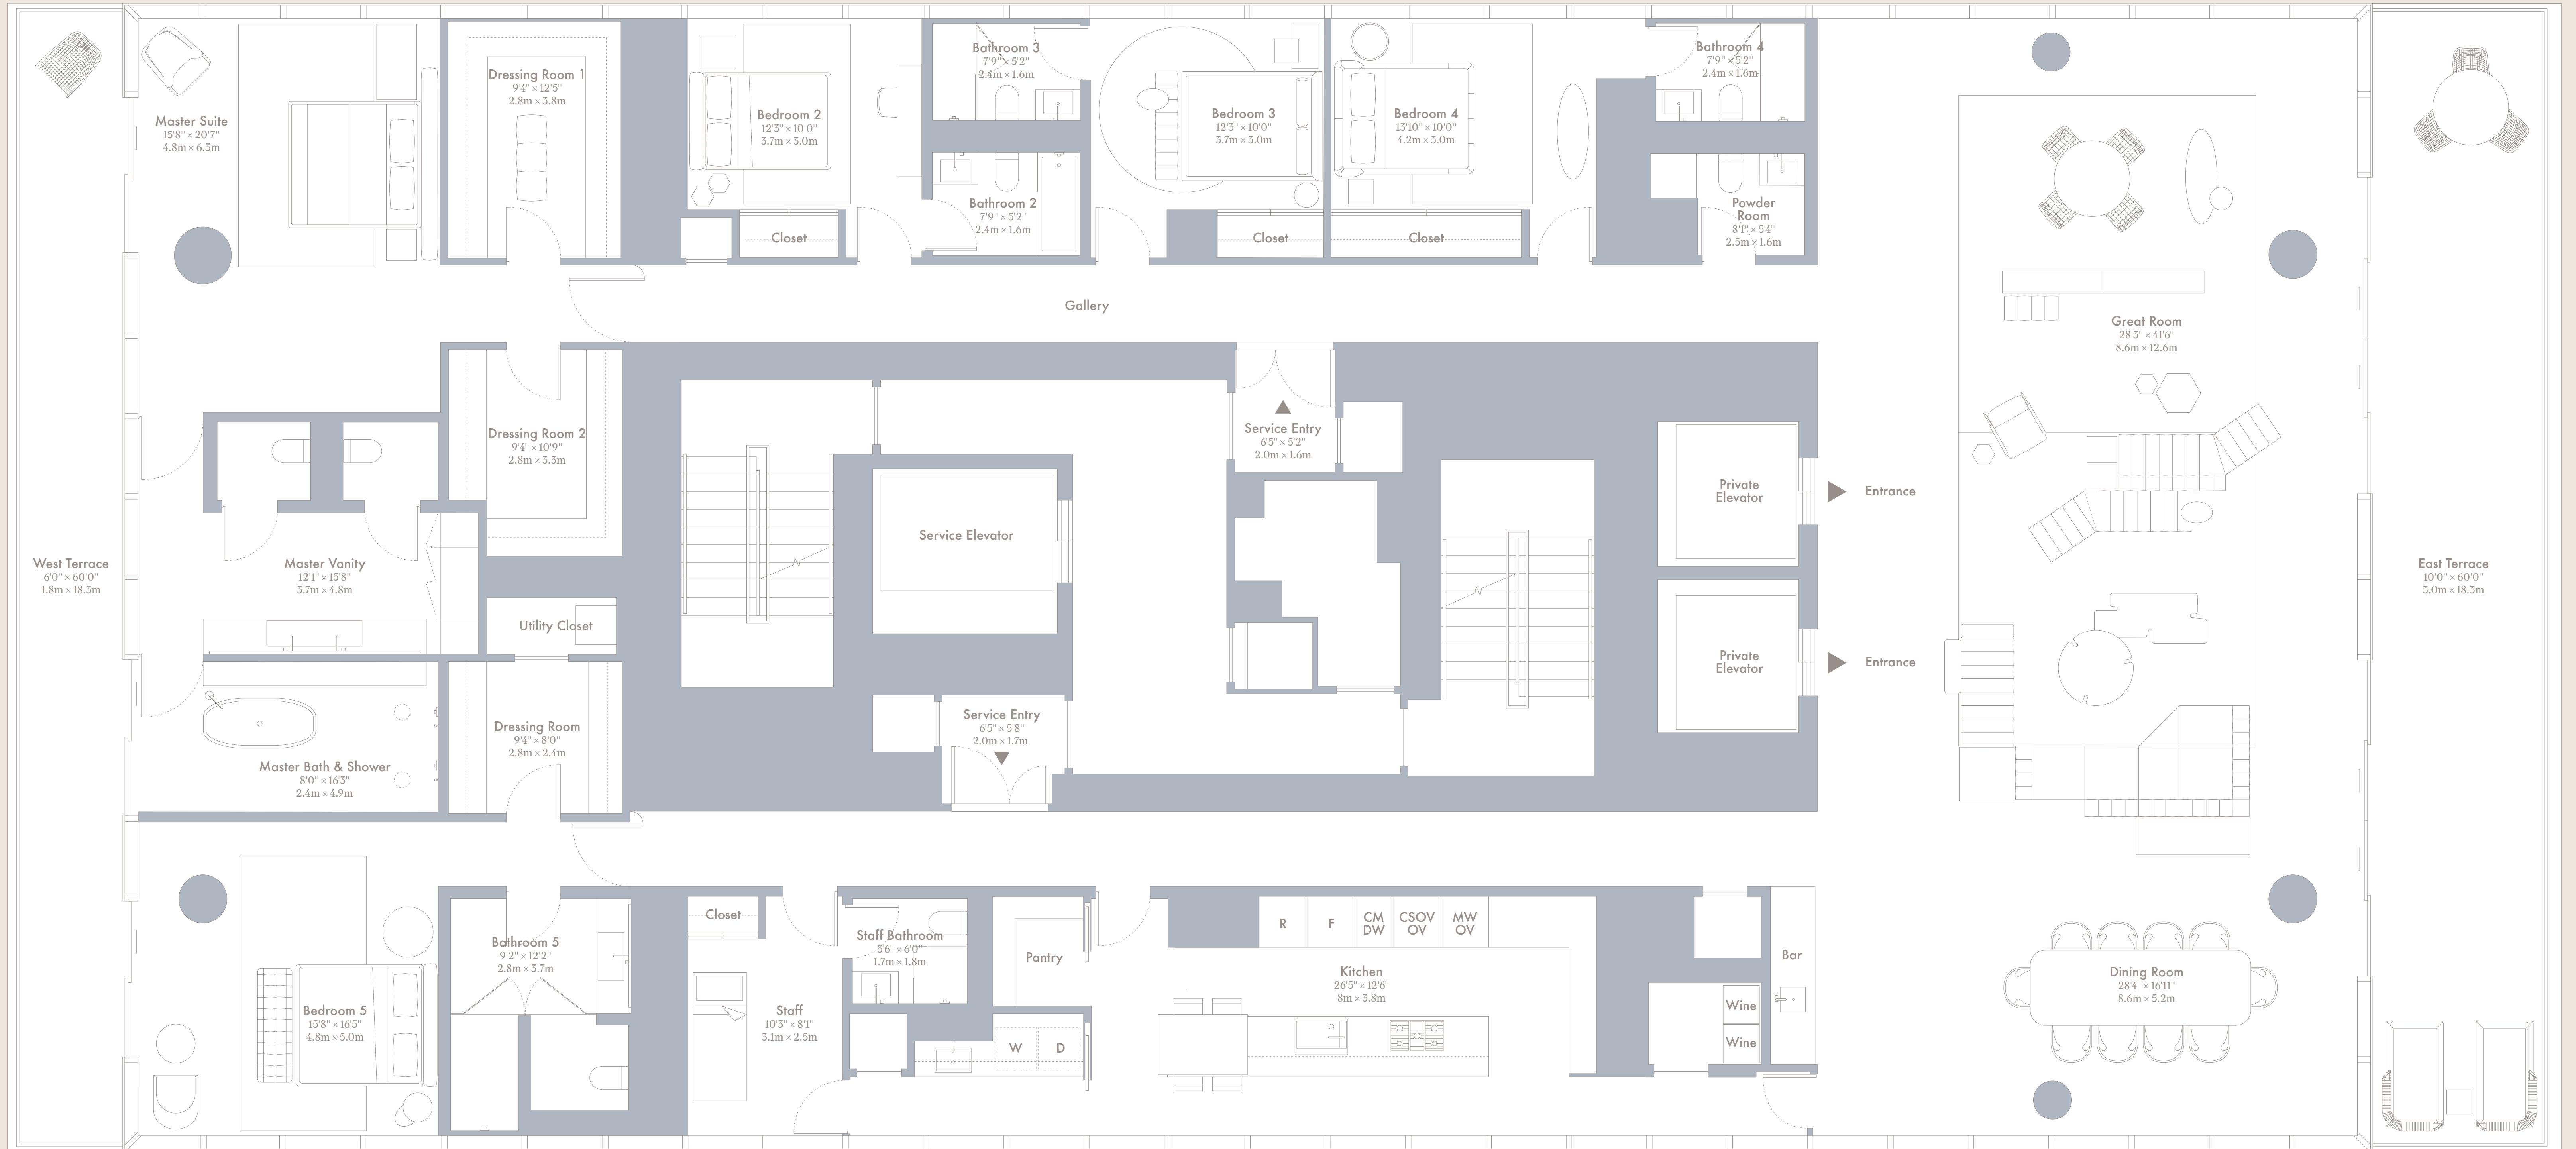 Master Suite
15'8" × 20'7"
4.8m × 6.3m
Dressing Room 1
9'4" × 12'5"
2.8m × 3.8m
Bedroom 2
12'3" × 10'0"
3.7m × 3.0m
Closet
Bathroom 3
7'9" × 5'2"
2.4m × 1.6m
Bathroom 2
7'9" × 5'2"
2.4m × 1.6m
Bedroom 3
12'3" × 10'0"
3.7m × 3.0m
Closet
Bedroom 4
13'10" × 10'0"
4.2m × 3.0m
Closet
Bathroom 4
7'9" × 5'2"
2.4m × 1.6m
Powder
Room
8'1" × 5'4"
2.5m × 1.6m
Gallery
Great Room
28'3" × 41'6"
8.6m × 12.6m
Dressing Room 2
9'4" × 10'9"
2.8m × 3.3m
Service Entry
6'5" × 5'2"
2.0m × 1.6m
Private
Elevator
Entrance
Service Elevator
West Terrace
6'0" × 60'0"
1.8m × 18.3m
Master Vanity
12'1" × 15'8"
3.7m × 4.8m
East Terrace
10'0" × 60'0"
3.0m × 18.3m
Utility Closet
Private
Elevator
Entrance
Dressing Room
9'4" × 8'0"
2.8m × 2.4m
Service Entry
6'5" × 5'8"
2.0m × 1.7m
Master Bath & Shower
8'0" × 16'3"
2.4m × 4.9m
Closet
Bathroom 5
9'2" × 12'2"
2.8m × 3.7m
Staff Bathroom
5'6" × 6'0"
1.7m × 1.8m
Pantry
R
F
CM
DW
CSOV
OV
MW
OV
Bar
Kitchen
26'5" × 12'6"
8m × 3.8m
Dining Room
28'4" × 16'11"
8.6m × 5.2m
Bedroom 5
15'8" × 16'5"
4.8m × 5.0m
Staff
10'3" × 8'1"
3.1m × 2.5m
W
D
Wine
Wine